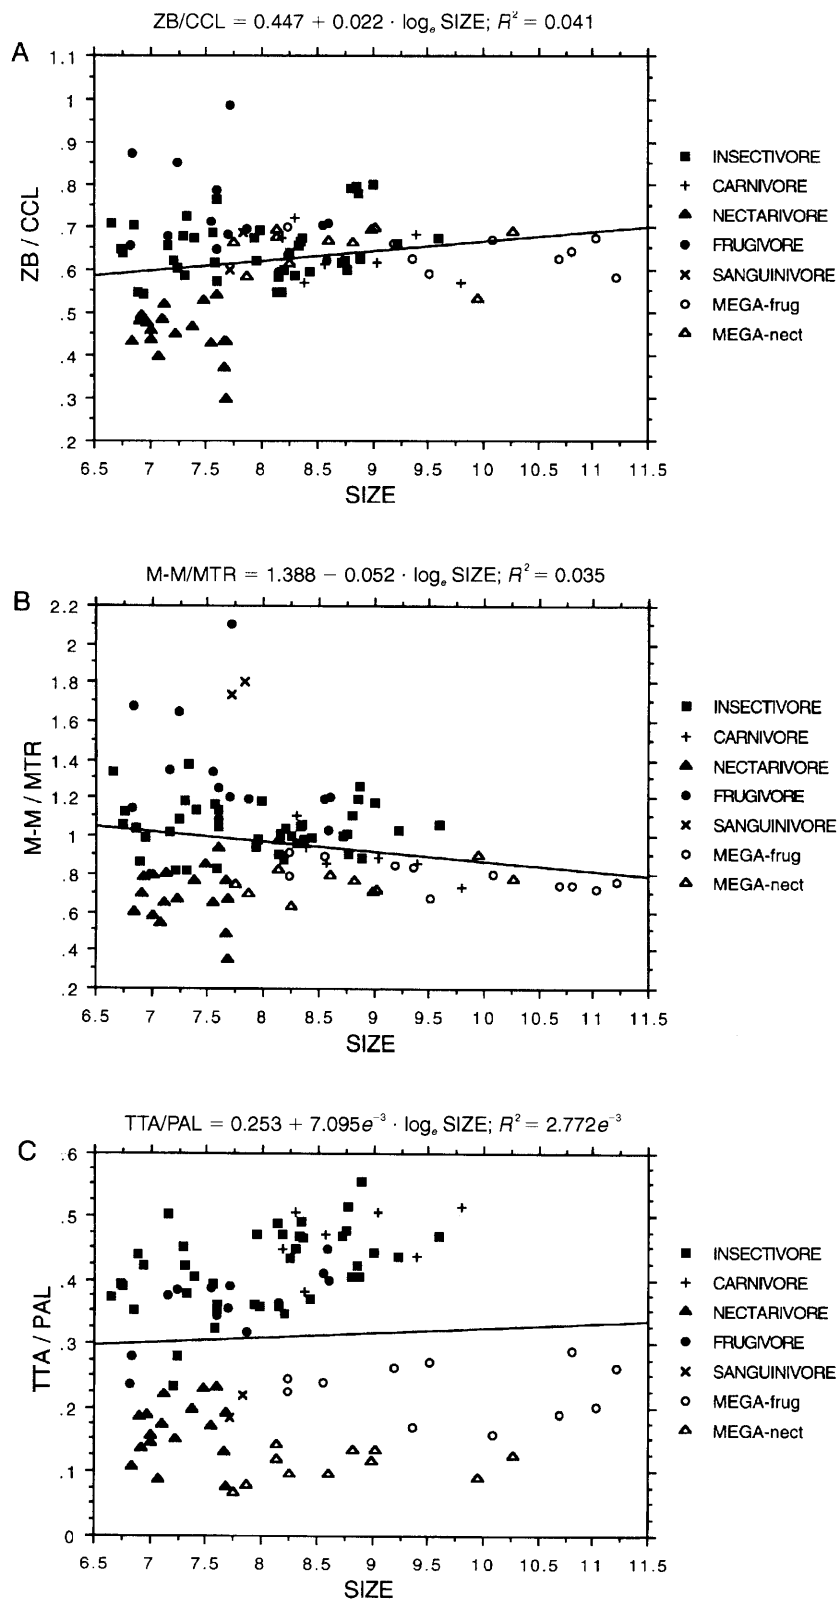 ZB/CCL = 0.447 + 0.022 · logₑ SIZE; R² = 0.041
A
1.1
1
.9
.8
.7
.6
.5
.4
.3
.2
ZB / CCL
6.5 7 7.5 8 8.5 9 9.5 10 10.5 11 11.5
SIZE
INSECTIVORE
CARNIVORE
NECTARIVORE
FRUGIVORE
SANGUINIVORE
MEGA-frug
MEGA-nect
M-M/MTR = 1.388 − 0.052 · logₑ SIZE; R² = 0.035
B
2.2
2
1.8
1.6
1.4
1.2
1
.8
.6
.4
.2
M-M / MTR
6.5 7 7.5 8 8.5 9 9.5 10 10.5 11 11.5
SIZE
INSECTIVORE
CARNIVORE
NECTARIVORE
FRUGIVORE
SANGUINIVORE
MEGA-frug
MEGA-nect
TTA/PAL = 0.253 + 7.095e⁻³ · logₑ SIZE; R² = 2.772e⁻³
C
.6
.5
.4
.3
.2
.1
0
TTA / PAL
6.5 7 7.5 8 8.5 9 9.5 10 10.5 11 11.5
SIZE
INSECTIVORE
CARNIVORE
NECTARIVORE
FRUGIVORE
SANGUINIVORE
MEGA-frug
MEGA-nect